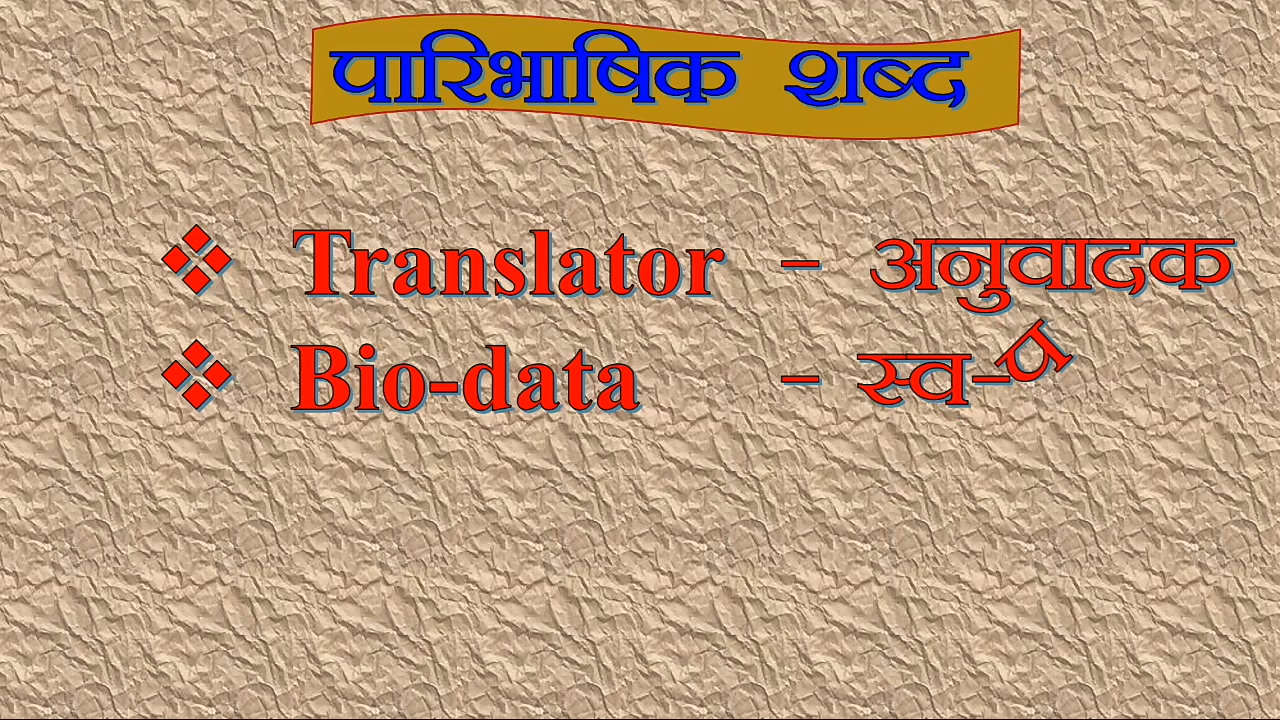 पारिभाषिक शब्द
❖ Translator - अनुवादक
❖ Bio-data - स्व-प